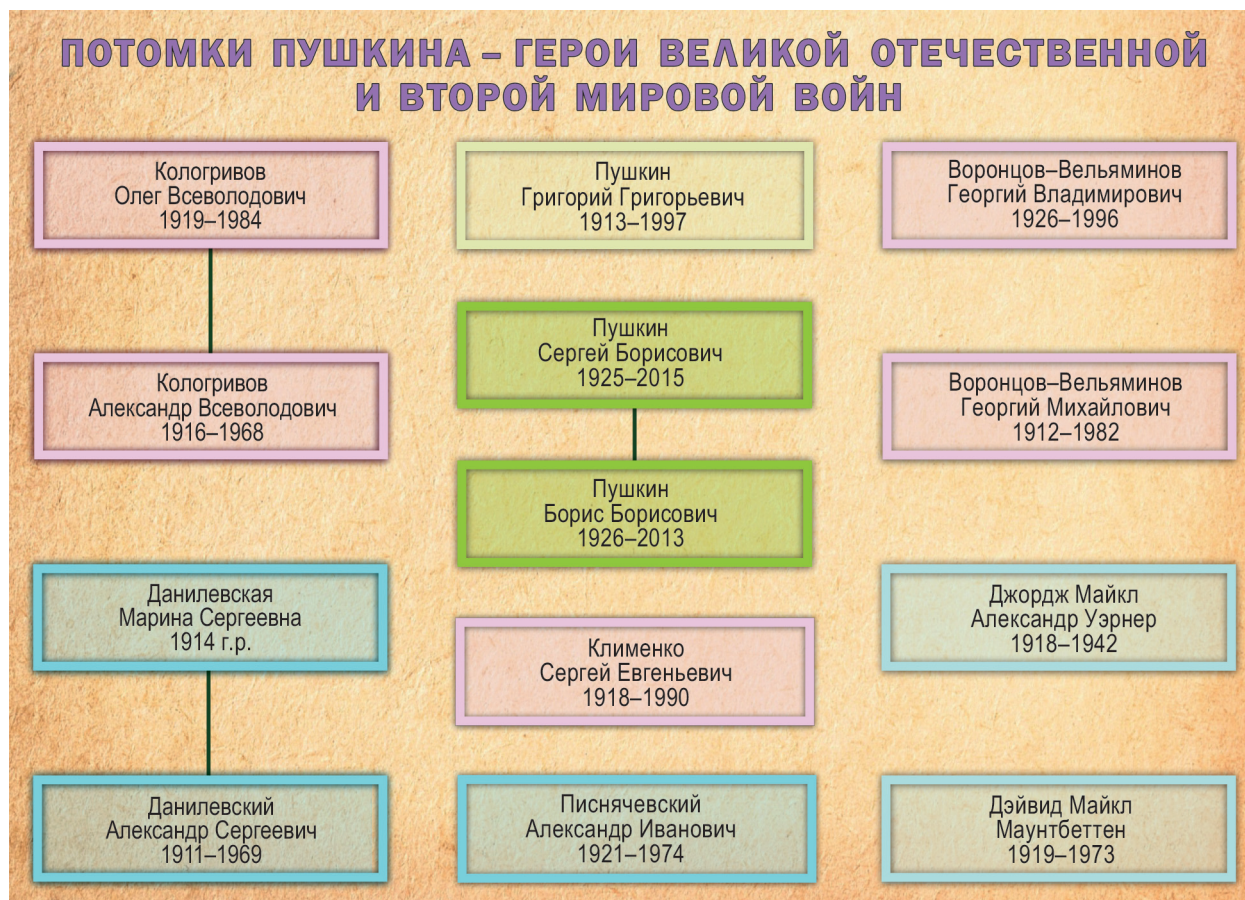 ПОТОМКИ ПУШКИНА – ГЕРОИ ВЕЛИКОЙ ОТЕЧЕСТВЕННОЙ
И ВТОРОЙ МИРОВОЙ ВОЙН
Кологривов
Олег Всеволодович
1919–1984
Кологривов
Александр Всеволодович
1916–1968
Данилевская
Марина Сергеевна
1914 г.р.
Данилевский
Александр Сергеевич
1911–1969
Пушкин
Григорий Григорьевич
1913–1997
Пушкин
Сергей Борисович
1925–2015
Пушкин
Борис Борисович
1926–2013
Клименко
Сергей Евгеньевич
1918–1990
Писнячевский
Александр Иванович
1921–1974
Воронцов–Вельяминов
Георгий Владимирович
1926–1996
Воронцов–Вельяминов
Георгий Михайлович
1912–1982
Джордж Майкл
Александр Уэрнер
1918–1942
Дэйвид Майкл
Маунтбеттен
1919–1973